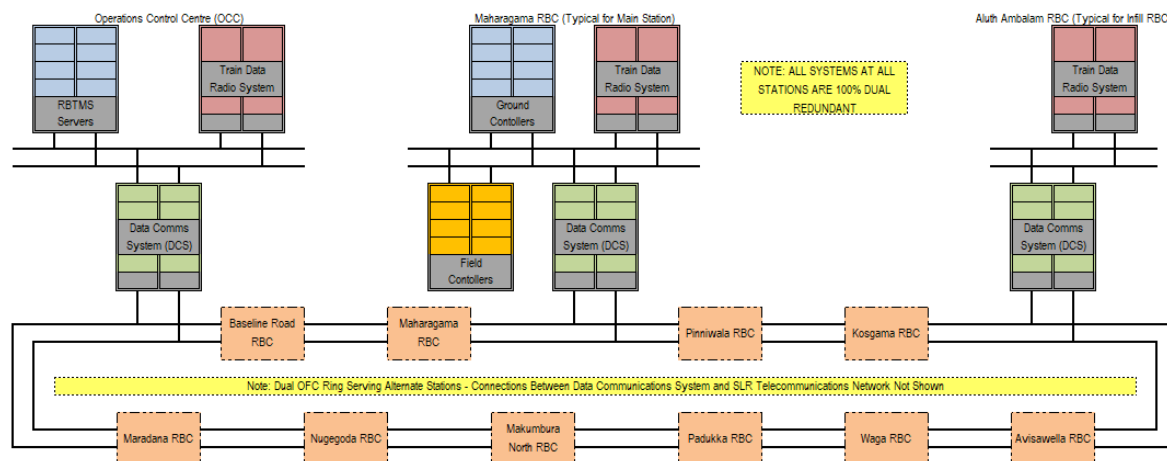 Operations Control Centre (OCC)
Maharagama RBC (Typical for Main Station)
Aluth Ambalam RBC (Typical for Infill RBC
RBTMS
Servers
Train Data
Radio System
Ground
Contollers
Train Data
Radio System
NOTE: ALL SYSTEMS AT ALL
STATIONS ARE 100% DUAL
REDUNDANT
Train Data
Radio System
Data Comms
System (DCS)
Field
Contollers
Data Comms
System (DCS)
Data Comms
System (DCS)
Baseline Road
RBC
Maharagama
RBC
Pinniwala RBC
Kosgama RBC
Note: Dual OFC Ring Serving Alternate Stations - Connections Between Data Communications System and SLR Telecommunications Network Not Shown
Maradana RBC
Nugegoda RBC
Makumbura
North RBC
Padukka RBC
Waga RBC
Avisawella RBC